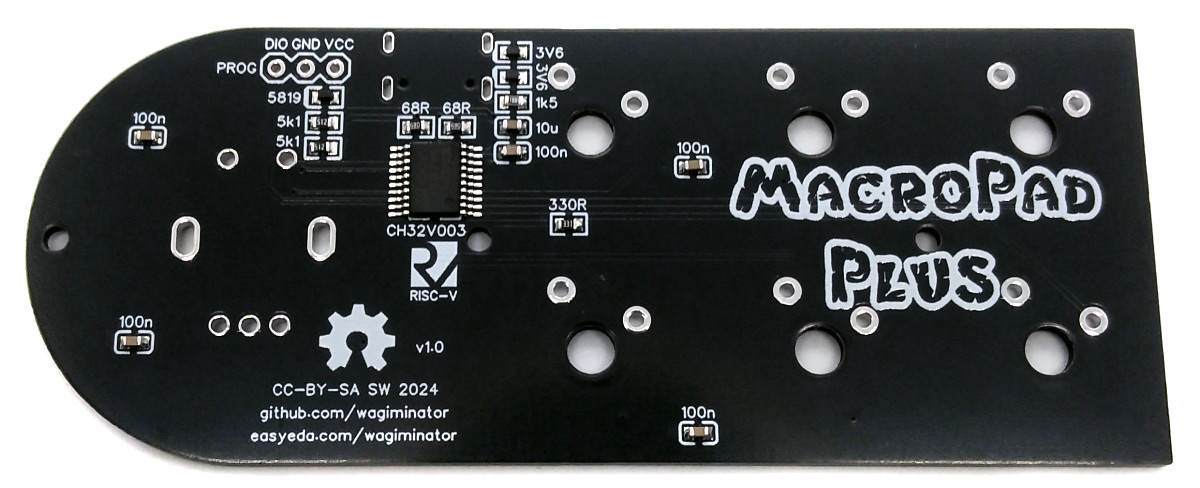 DIO GND VCC
PROG
5819
5k1
5k1
100n
68R 68R
3V6
3V6
1k5
10u
100n
100n
330R
CH32V003
RISC-V
MACROPAD
PLUS
100n
v1.0
CC-BY-SA SW 2024
github.com/wagiminator
easyeda.com/wagiminator
100n